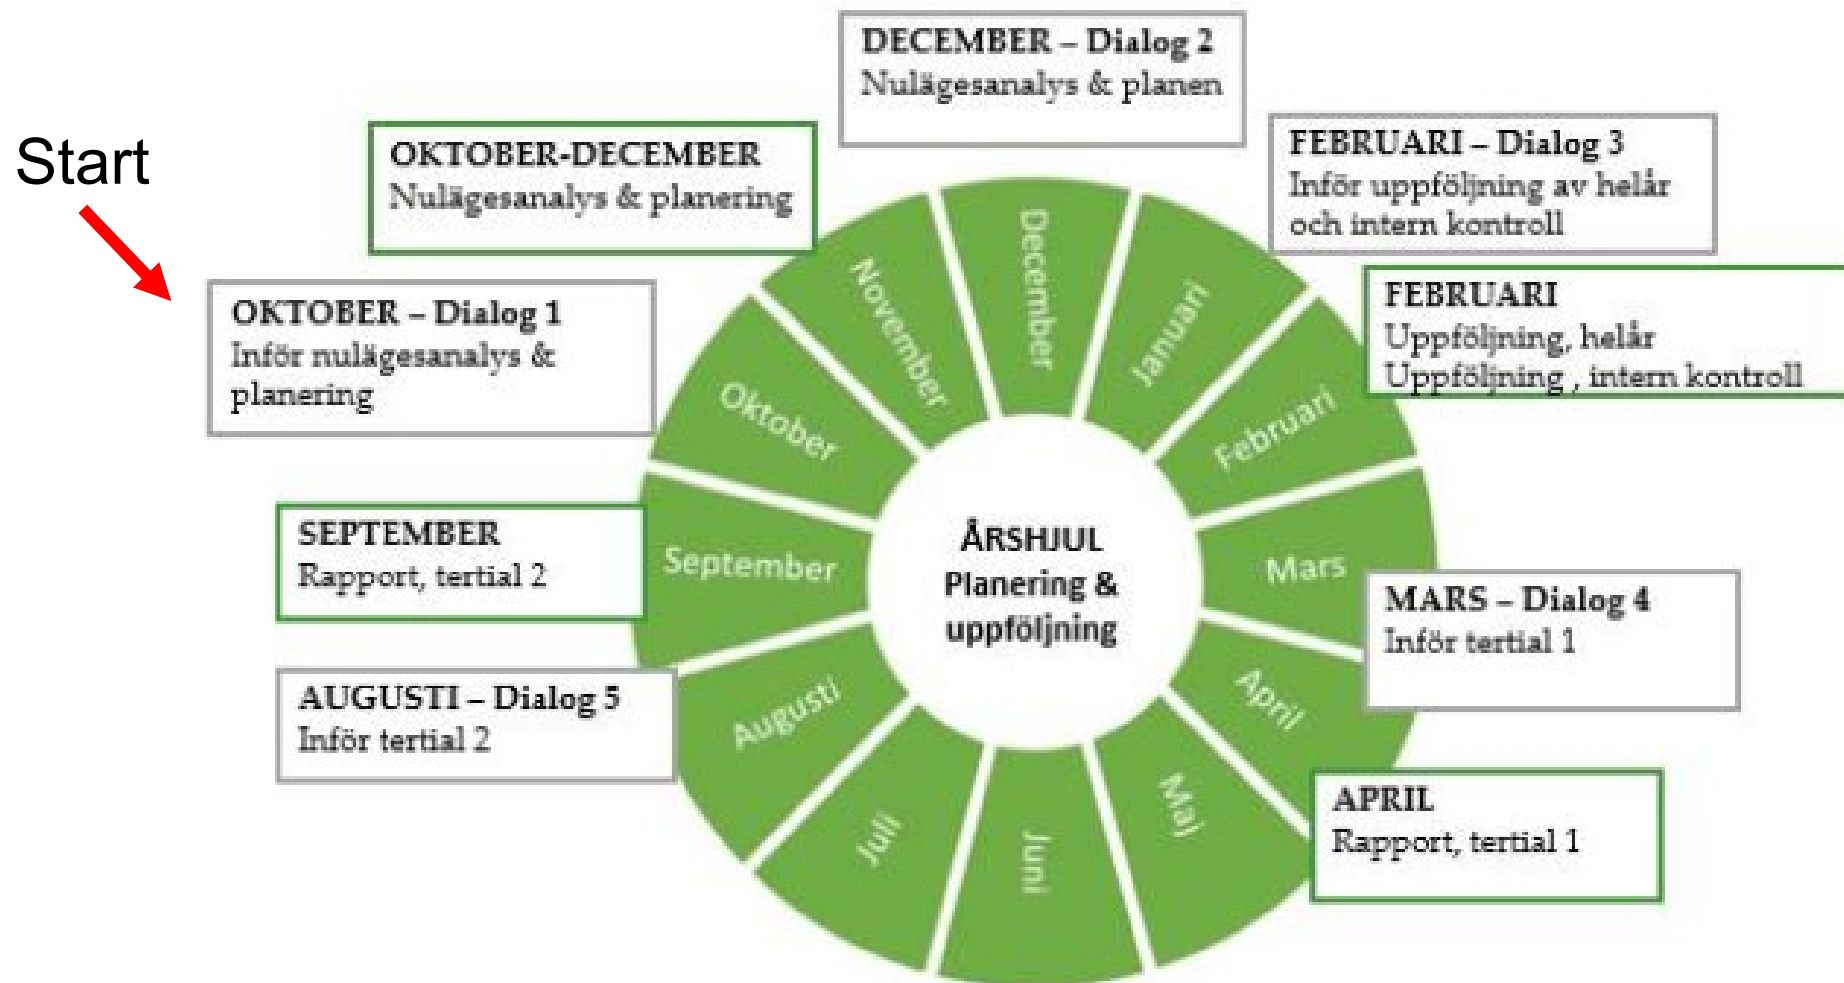 Start
DECEMBER – Dialog 2
Nulägesanalys & planen
OKTOBER-DECEMBER
Nulägesanalys & planering
FEBRUARI – Dialog 3
Inför uppföljning av helår
och intern kontroll
OKTOBER – Dialog 1
Inför nulägesanalys &
planering
FEBRUARI
Uppföljning, helår
Uppföljning , intern kontroll
SEPTEMBER
Rapport, tertial 2
MARS – Dialog 4
Inför tertial 1
AUGUSTI – Dialog 5
Inför tertial 2
APRIL
Rapport, tertial 1
ÅRSHJUL
Planering &
uppföljning
December
Januari
Februari
Mars
April
Maj
Juni
Juli
Augusti
September
Oktober
November